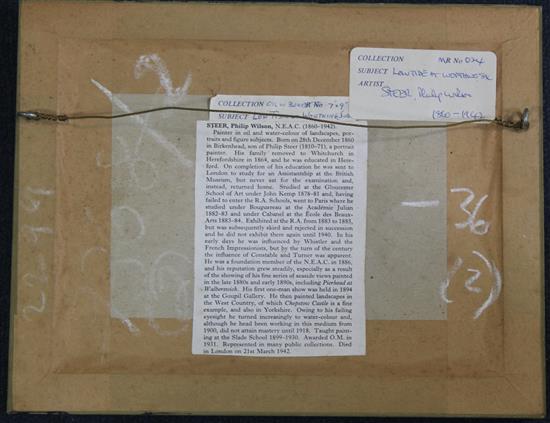 COLLECTION MR No 024
SUBJECT LOW TIDE AT
ARTIST STEER, Philip Wilson
(1860-1942)
COLLECTION OIL No 7"x9"
SUBJECT LOW
STEER, Philip Wilson, N.E.A.C. (1860–1942).
Painter in oil and water-colour of landscapes, por-
traits and figure subjects. Born on 28th December 1860
in Birkenhead, son of Philip Steer (1810–71), a portrait
painter. His family removed to Whitchurch in
Herefordshire in 1864, and he was educated in Here-
ford. On completion of his education he was sent to
London to study for an Assistantship at the British
Museum, but never sat for the examination and,
instead, returned home. Studied at the Gloucester
School of Art under John Kemp 1878–81 and, having
failed to enter the R.A. Schools, went to Paris where he
studied under Bouguereau at the Académie Julian
1882–83 and under Cabanel at the École des Beaux-
Arts 1883–84. Exhibited at the R.A. from 1883 to 1885,
but was subsequently skied and rejected in succession
and he did not exhibit there again until 1940. In his
early days he was influenced by Whistler and the
French Impressionists, but by the turn of the century
the influence of Constable and Turner was apparent.
He was a foundation member of the N.E.A.C. in 1886,
and his reputation grew steadily, especially as a result
of the showing of his fine series of seaside views painted
in the late 1880s and early 1890s, including Pierhead at
Walberswick. His first one-man show was held in 1894
at the Goupil Gallery. He then painted landscapes in
the West Country, of which Chepstow Castle is a fine
example, and also in Yorkshire. Owing to his failing
eyesight he turned increasingly to water-colour and,
although he had been working in this medium from
1900, did not attain mastery until 1918. Taught paint-
ing at the Slade School 1899–1930. Awarded O.M. in
1931. Represented in many public collections. Died
in London on 21st March 1942.
36
(2)